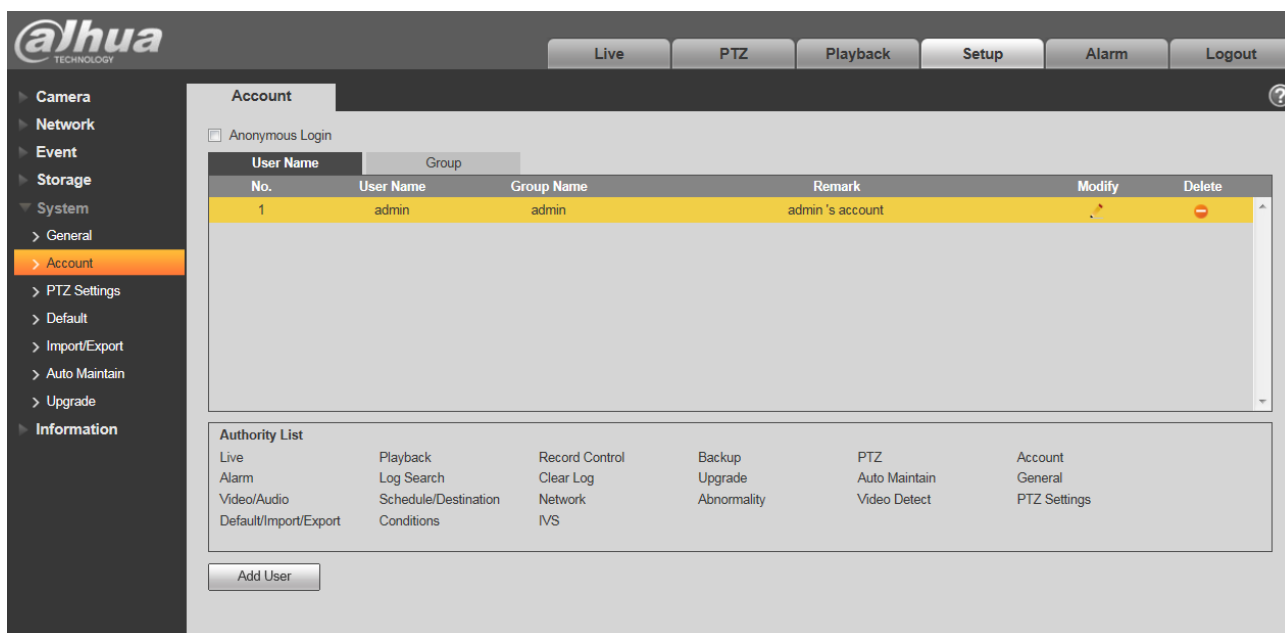 alhua
TECHNOLOGY
Live PTZ Playback Setup Alarm Logout
Camera
Network
Event
Storage
System
> General
> Account
> PTZ Settings
> Default
> Import/Export
> Auto Maintain
> Upgrade
Information
Account
?
Anonymous Login
User Name Group
No. User Name Group Name Remark Modify Delete
1 admin admin admin 's account
Authority List
Live Playback Record Control Backup PTZ Account
Alarm Log Search Clear Log Upgrade Auto Maintain General
Video/Audio Schedule/Destination Network Abnormality Video Detect PTZ Settings
Default/Import/Export Conditions IVS
Add User